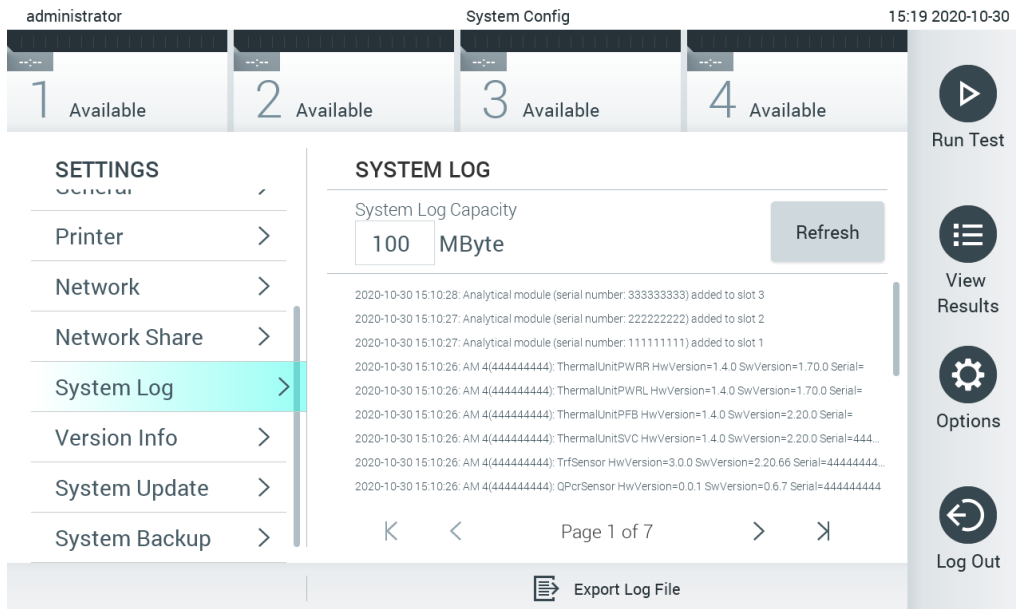 administrator
System Config
15:19 2020-10-30
--:--
1 Available
--:--
2 Available
--:--
3 Available
--:--
4 Available
SETTINGS
General
Printer
Network
Network Share
System Log
Version Info
System Update
System Backup
SYSTEM LOG
System Log Capacity
100 MByte
Refresh
2020-10-30 15:10:28: Analytical module (serial number: 333333333) added to slot 3
2020-10-30 15:10:27: Analytical module (serial number: 222222222) added to slot 2
2020-10-30 15:10:27: Analytical module (serial number: 111111111) added to slot 1
2020-10-30 15:10:26: AM 4(444444444): ThermalUnitPWRR HwVersion=1.4.0 SwVersion=1.70.0 Serial=
2020-10-30 15:10:26: AM 4(444444444): ThermalUnitPWRL HwVersion=1.4.0 SwVersion=1.70.0 Serial=
2020-10-30 15:10:26: AM 4(444444444): ThermalUnitPFB HwVersion=1.4.0 SwVersion=2.20.0 Serial=
2020-10-30 15:10:26: AM 4(444444444): ThermalUnitSVC HwVersion=1.4.0 SwVersion=2.20.0 Serial=444...
2020-10-30 15:10:26: AM 4(444444444): TrfSensor HwVersion=3.0.0 SwVersion=2.20.66 Serial=44444444...
2020-10-30 15:10:26: AM 4(444444444): QPcrSensor HwVersion=0.0.1 SwVersion=0.6.7 Serial=444444444
Page 1 of 7
Export Log File
Run Test
View
Results
Options
Log Out